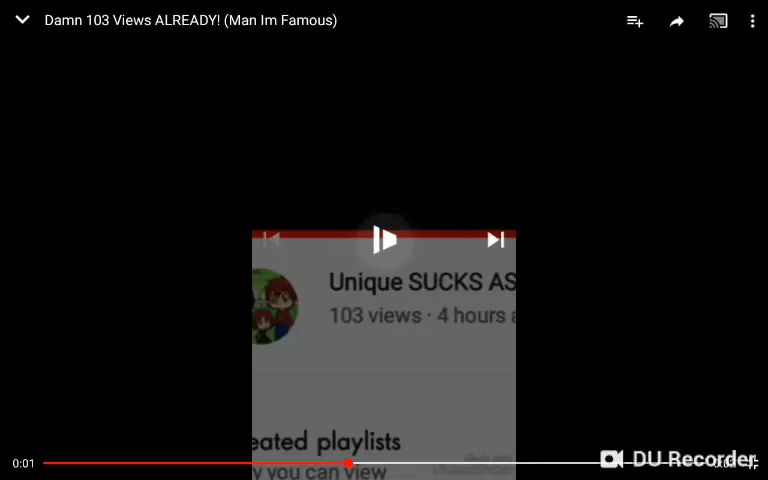 Damn 103 Views ALREADY! (Man Im Famous)
Unique SUCKS AS
103 views · 4 hours a
eated playlists
y you can view
0:01
DU Recorder